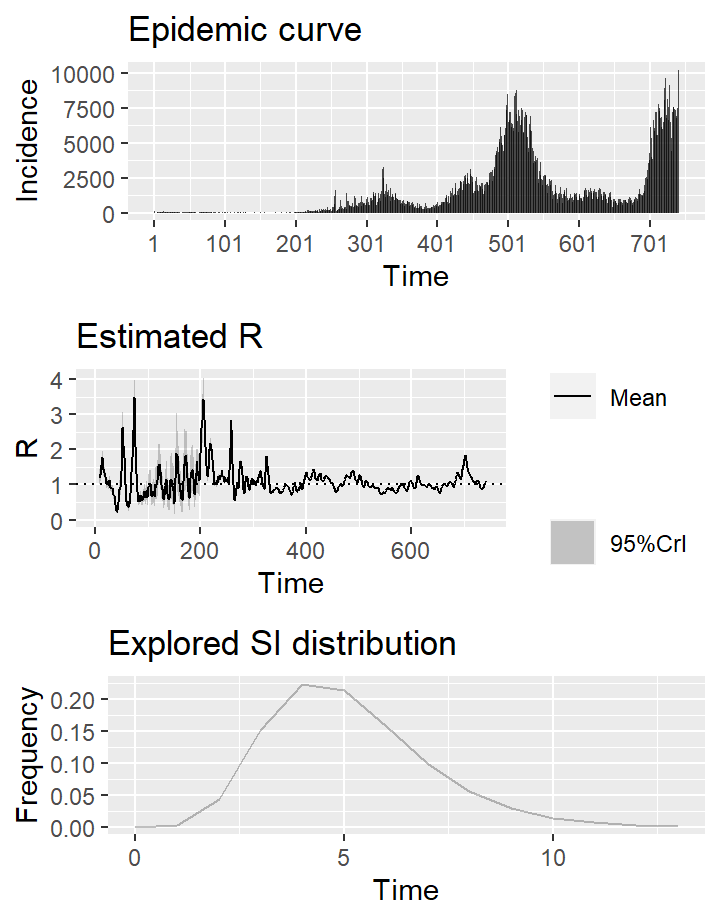 Epidemic curve
Incidence
10000
7500
5000
2500
0
1 101 201 301 401 501 601 701
Time
Estimated R
R
4
3
2
1
0
0 200 400 600
Time
Mean
95%CrI
Explored SI distribution
Frequency
0.20
0.15
0.10
0.05
0.00
0 5 10
Time